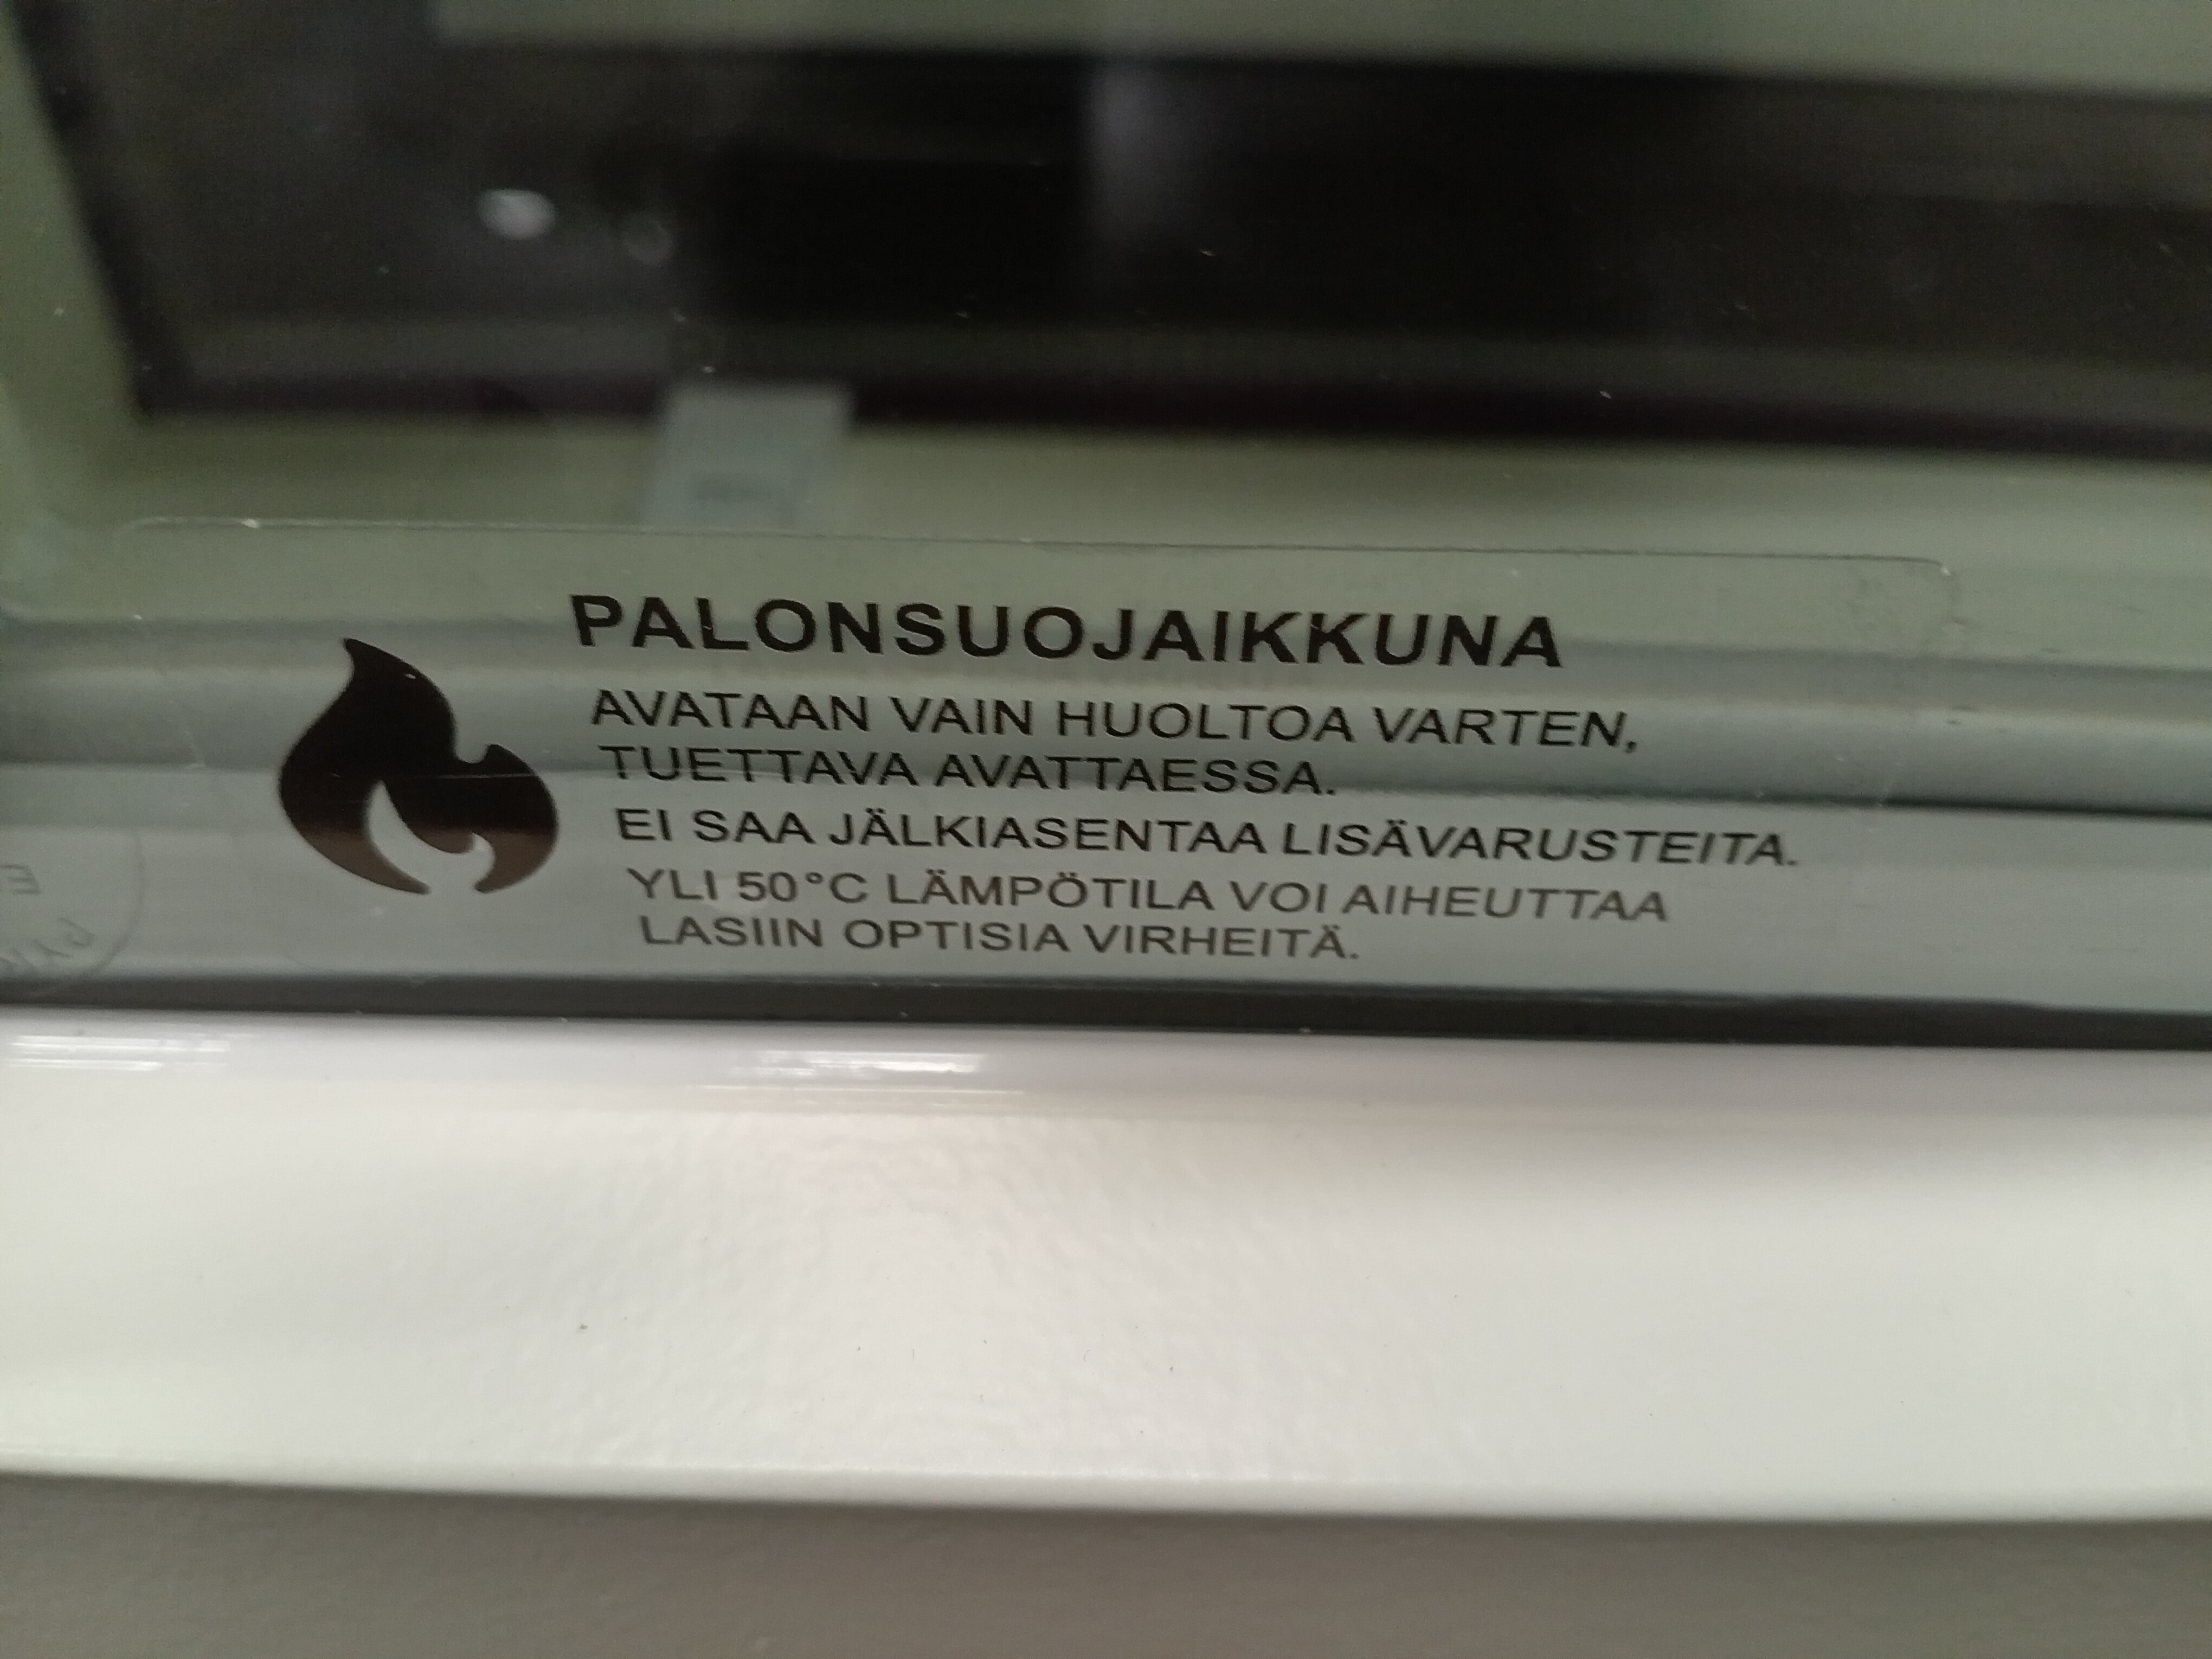 PALONSUOJAIKKUNA
AVATAAN VAIN HUOLTOA VARTEN,
TUETTAVA AVATTAESSA.
EI SAA JÄLKIASENTAA LISÄVARUSTEITA.
YLI 50°C LÄMPÖTILA VOI AIHEUTTAA
LASIIN OPTISIA VIRHEITÄ.